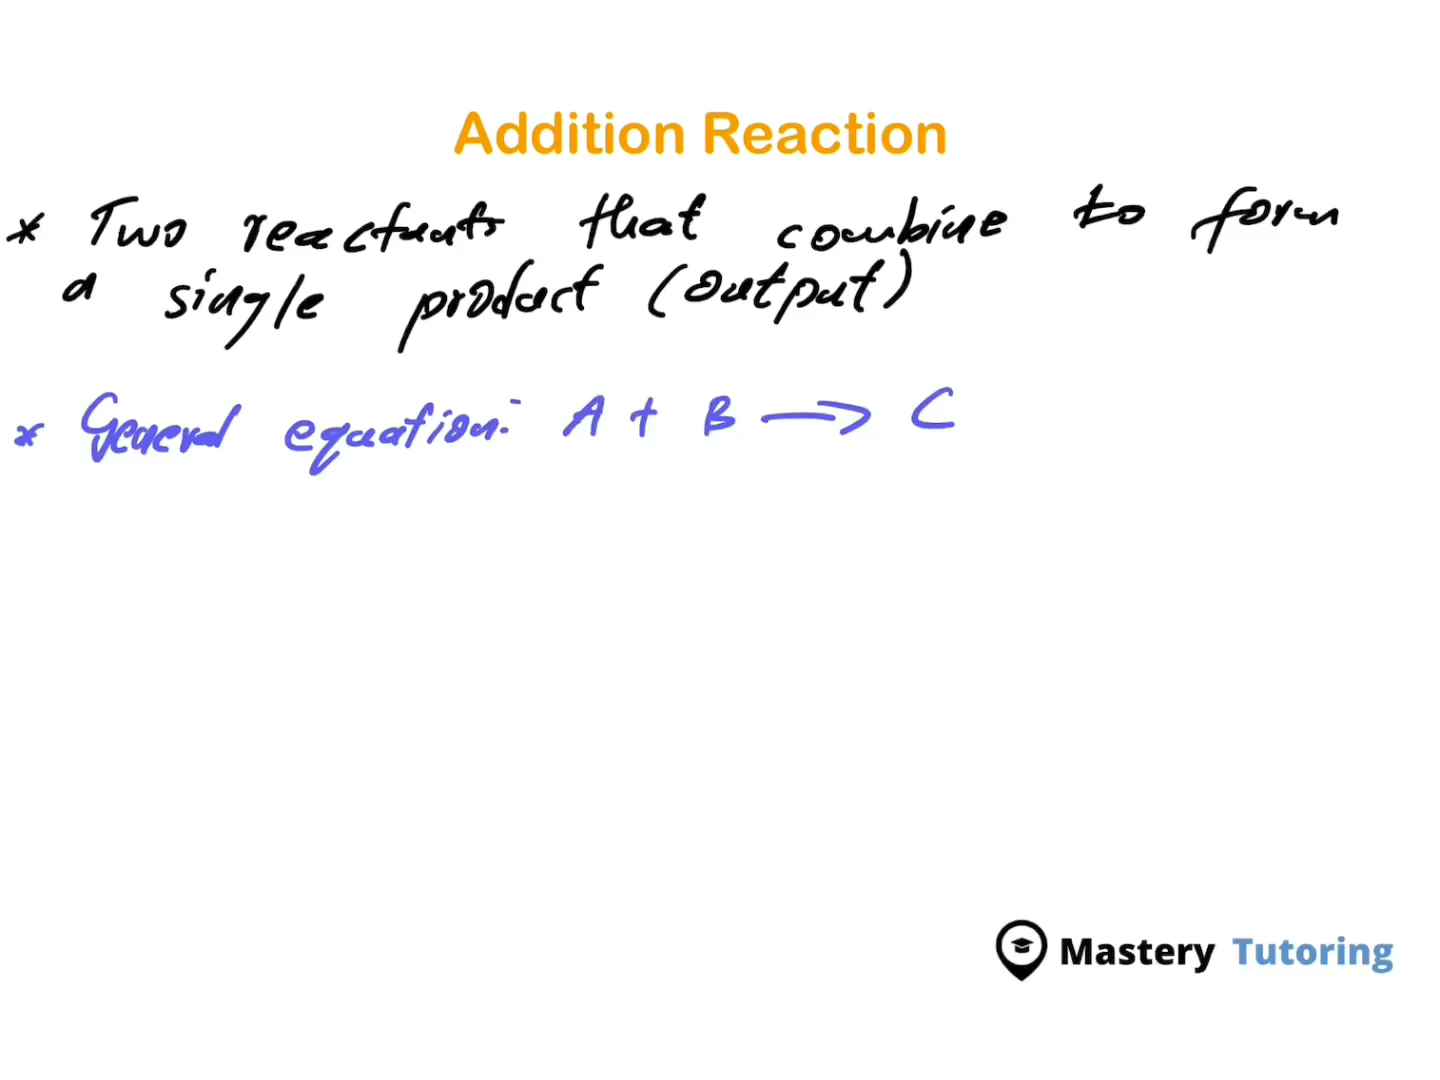 Addition Reaction
* Two reactants that combine to form
a single product (output)
* General equation: A + B → C
Mastery Tutoring